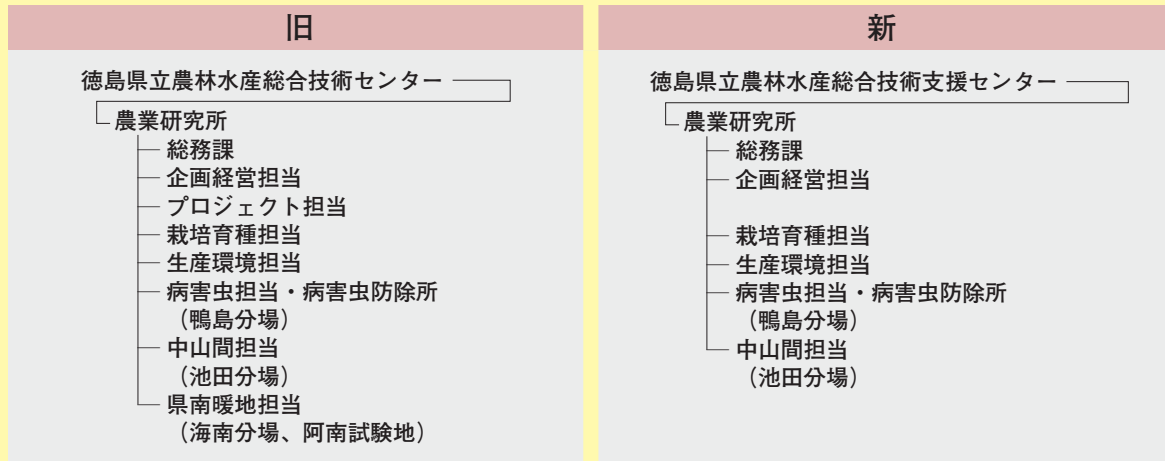 旧
徳島県立農林水産総合技術センター
農業研究所
総務課
企画経営担当
プロジェクト担当
栽培育種担当
生産環境担当
病害虫担当・病害虫防除所
（鴨島分場）
中山間担当
（池田分場）
県南暖地担当
（海南分場、阿南試験地）
新
徳島県立農林水産総合技術支援センター
農業研究所
総務課
企画経営担当
栽培育種担当
生産環境担当
病害虫担当・病害虫防除所
（鴨島分場）
中山間担当
（池田分場）